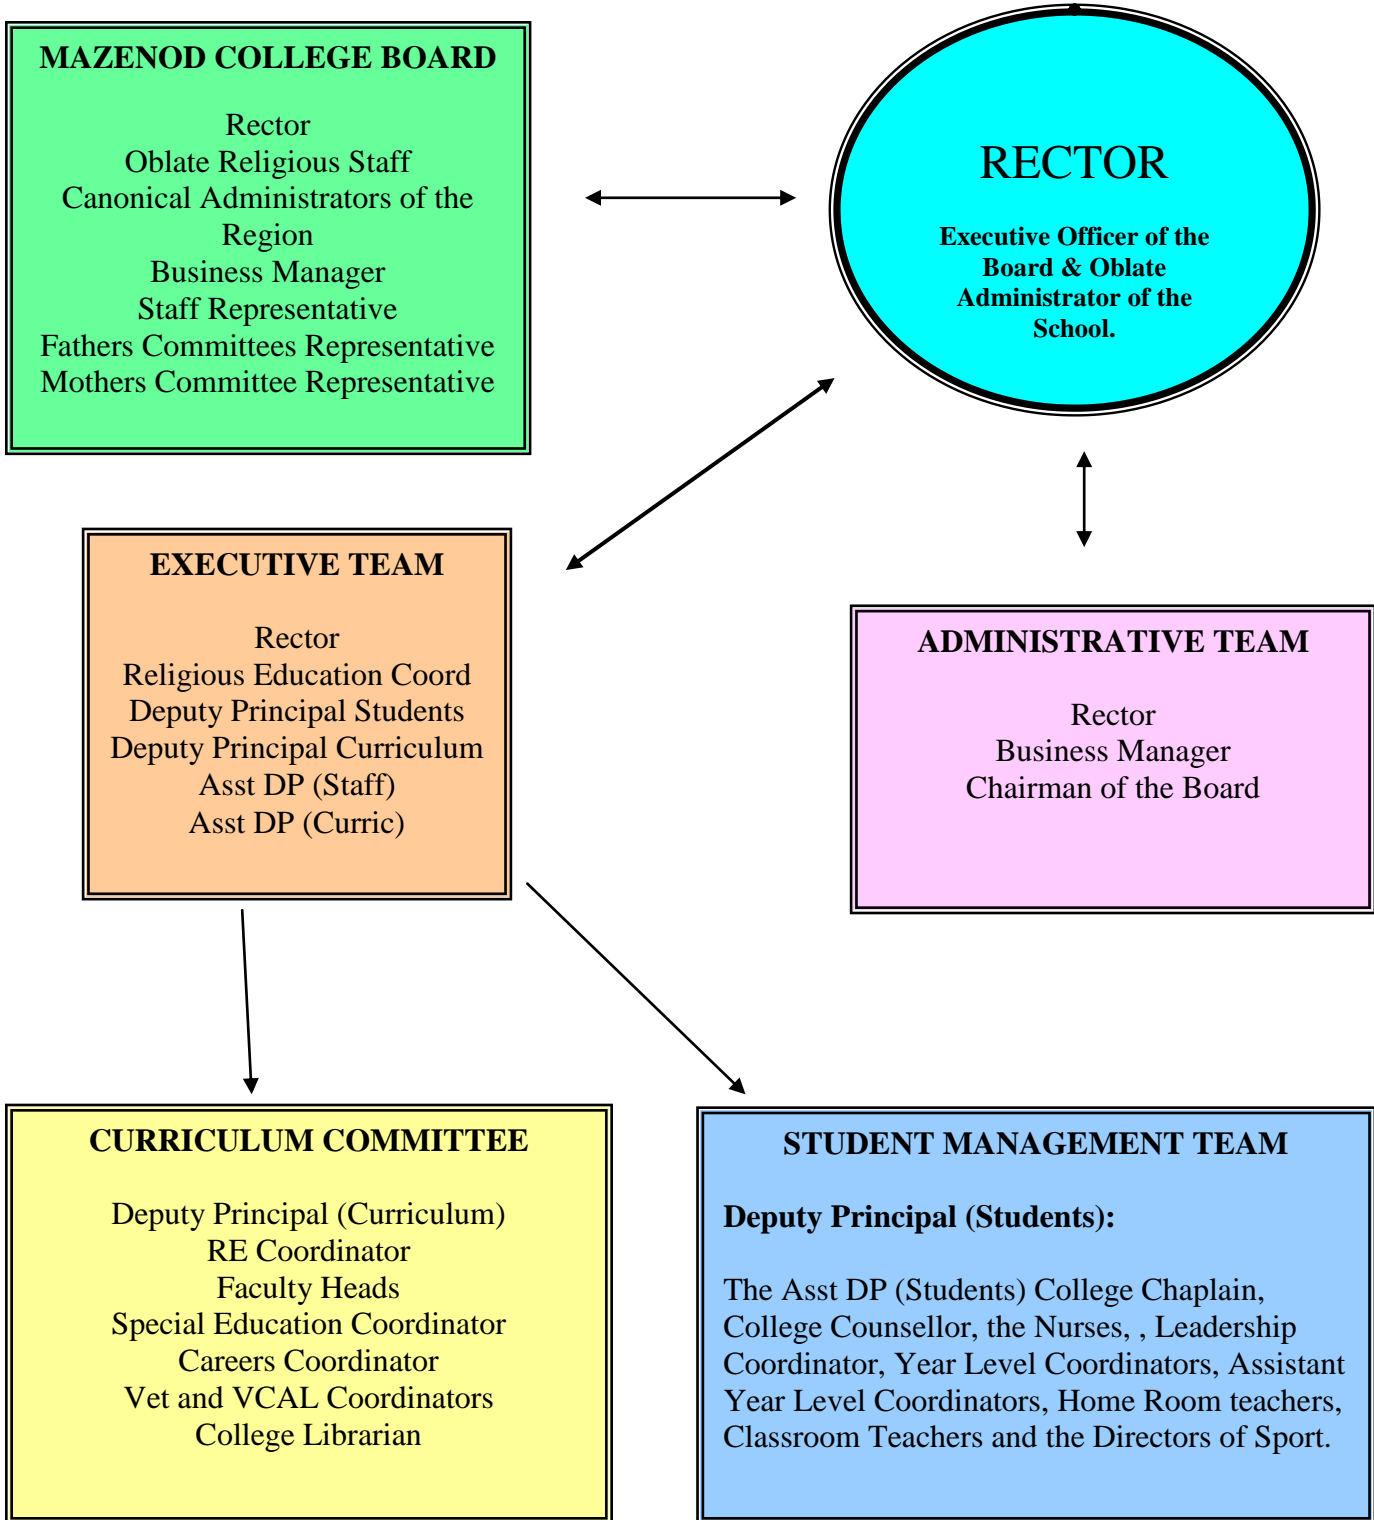 MAZENOD COLLEGE BOARD
Rector
Oblate Religious Staff
Canonical Administrators of the
Region
Business Manager
Staff Representative
Fathers Committees Representative
Mothers Committee Representative
RECTOR
Executive Officer of the
Board & Oblate
Administrator of the
School.
EXECUTIVE TEAM
Rector
Religious Education Coord
Deputy Principal Students
Deputy Principal Curriculum
Asst DP (Staff)
Asst DP (Curric)
ADMINISTRATIVE TEAM
Rector
Business Manager
Chairman of the Board
CURRICULUM COMMITTEE
Deputy Principal (Curriculum)
RE Coordinator
Faculty Heads
Special Education Coordinator
Careers Coordinator
Vet and VCAL Coordinators
College Librarian
STUDENT MANAGEMENT TEAM
Deputy Principal (Students):
The Asst DP (Students) College Chaplain,
College Counsellor, the Nurses, , Leadership
Coordinator, Year Level Coordinators, Assistant
Year Level Coordinators, Home Room teachers,
Classroom Teachers and the Directors of Sport.